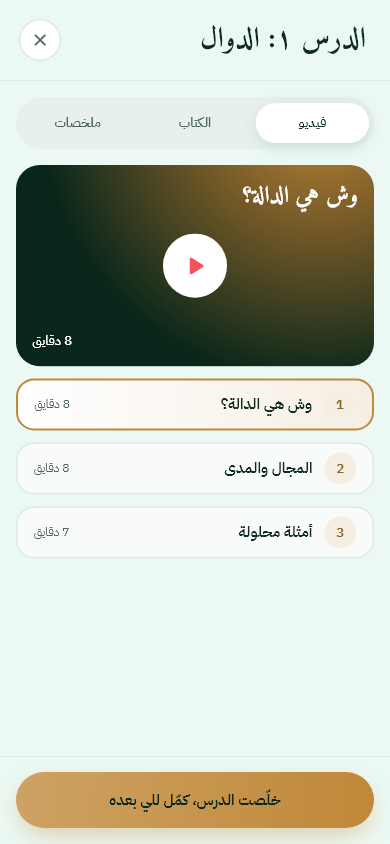 الدرس ١: الدوال
فيديو
الكتاب
ملخصات
وش هي الدالة؟
8 دقايق
1 وش هي الدالة؟ 8 دقايق
2 المجال والمدى 8 دقايق
3 أمثلة محلولة 7 دقايق
خلّصت الدرس، كمّل للي بعده